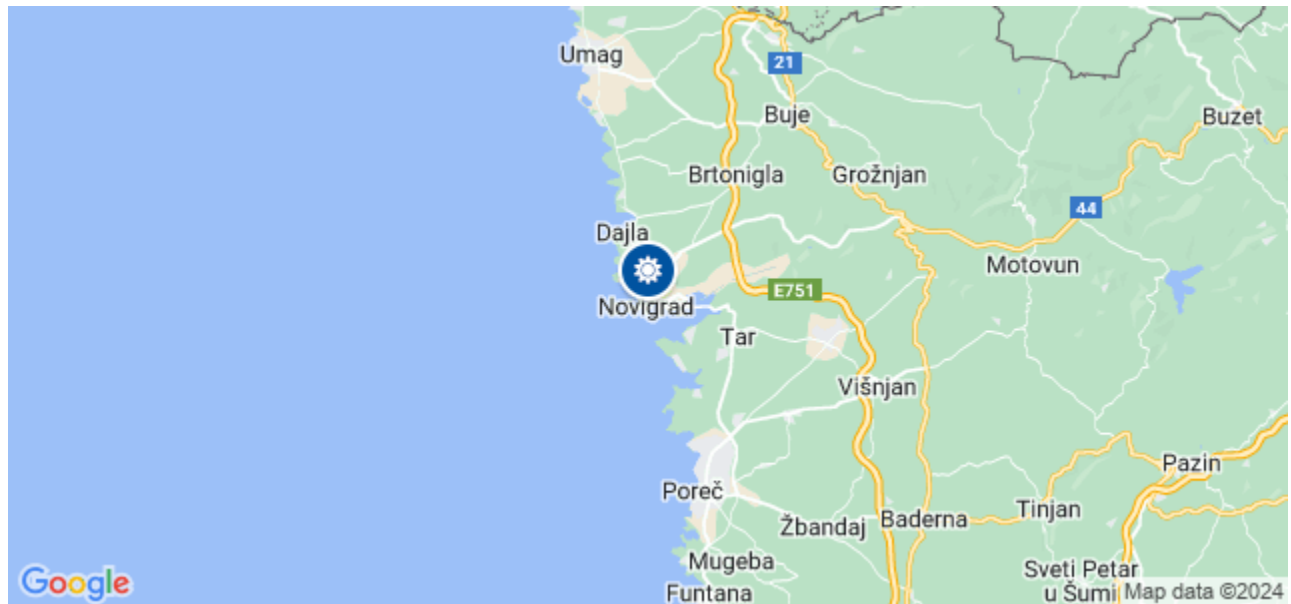 Umag
21
Buje
Buzet
Brtonigla
Grožnjan
44
Dajla
Motovun
E751
Novigrad
Tar
Višnjan
Pazin
Poreč
Tinjan
Žbandaj
Baderna
Mugeba
Sveti Petar
u Šumi
Funtana
Google
Map data ©2024